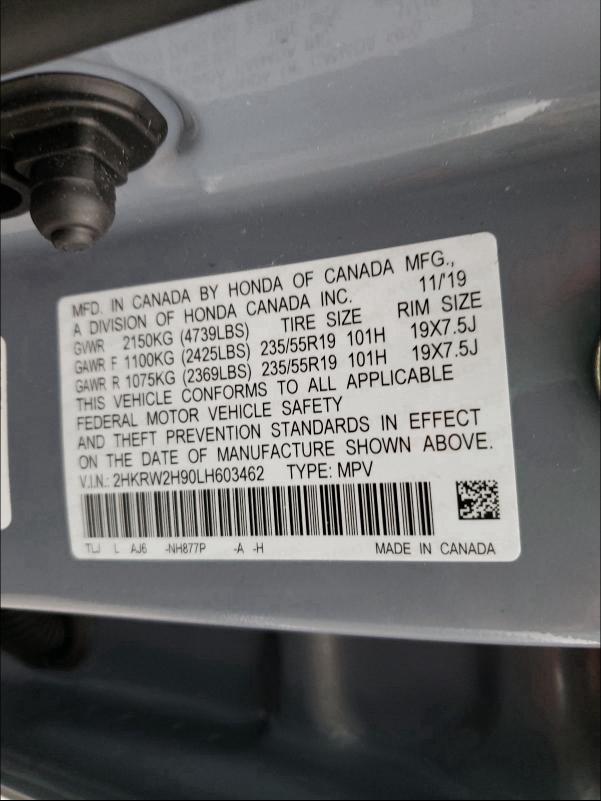 MFD. IN CANADA BY HONDA OF CANADA MFG.,
A DIVISION OF HONDA CANADA INC. 11/'19
GVWR 2150KG (4739LBS) TIRE SIZE RIM SIZE
GAWR F 1100KG (2425LBS) 235/55R19 101H 19X7.5J
GAWR R 1075KG (2369LBS) 235/55R19 101H 19X7.5J
THIS VEHICLE CONFORMS TO ALL APPLICABLE
FEDERAL MOTOR VEHICLE SAFETY
AND THEFT PREVENTION STANDARDS IN EFFECT
ON THE DATE OF MANUFACTURE SHOWN ABOVE.
V.I.N.: 2HKRW2H90LH603462 TYPE: MPV
TLJ L AJ6 -NH877P -A -H MADE IN CANADA